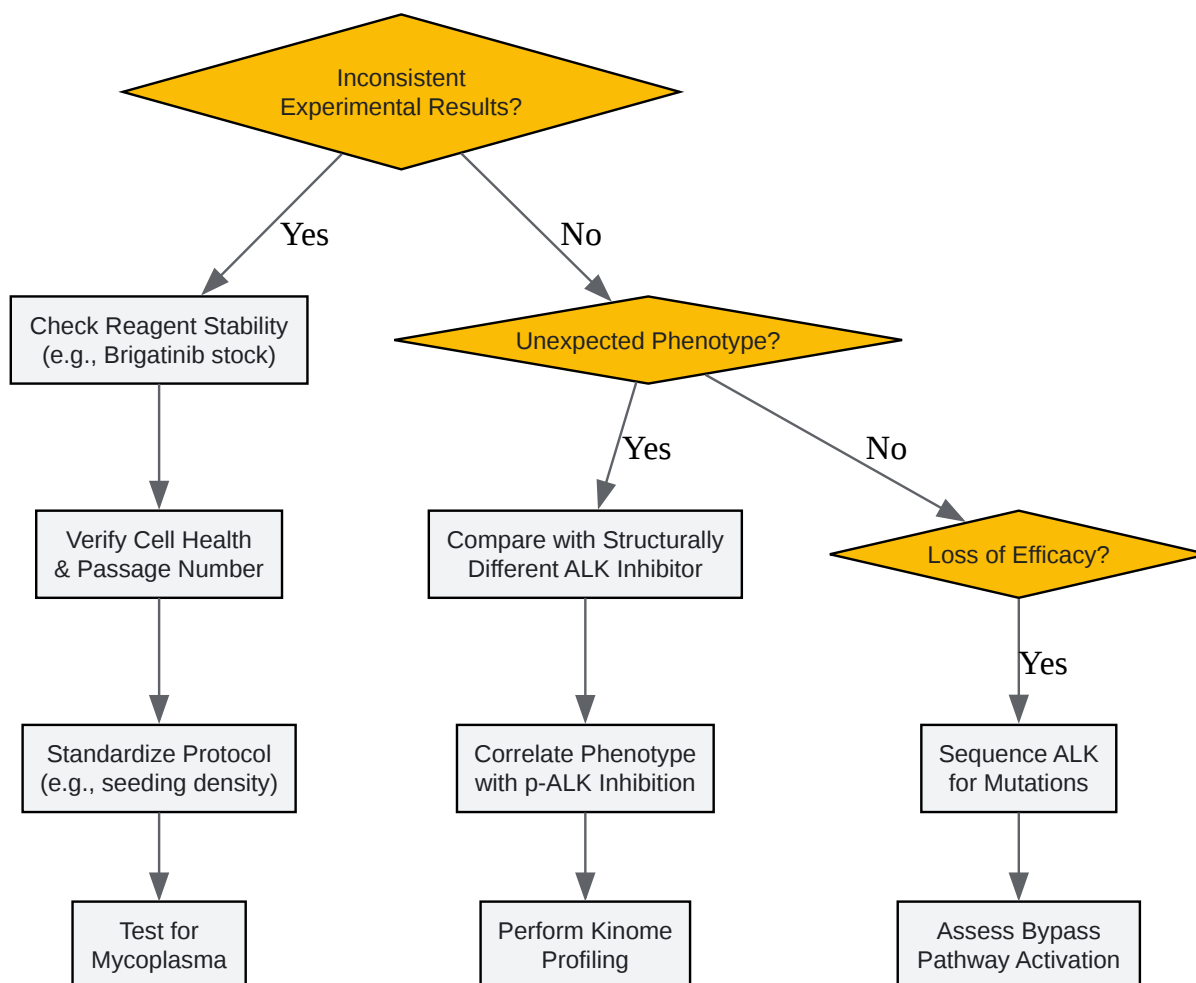 Inconsistent
Experimental Results?
Yes
No
Check Reagent Stability
(e.g., Brigatinib stock)
Unexpected Phenotype?
Yes
No
Verify Cell Health
& Passage Number
Compare with Structurally
Different ALK Inhibitor
Loss of Efficacy?
Yes
Standardize Protocol
(e.g., seeding density)
Correlate Phenotype
with p-ALK Inhibition
Sequence ALK
for Mutations
Test for
Mycoplasma
Perform Kinome
Profiling
Assess Bypass
Pathway Activation